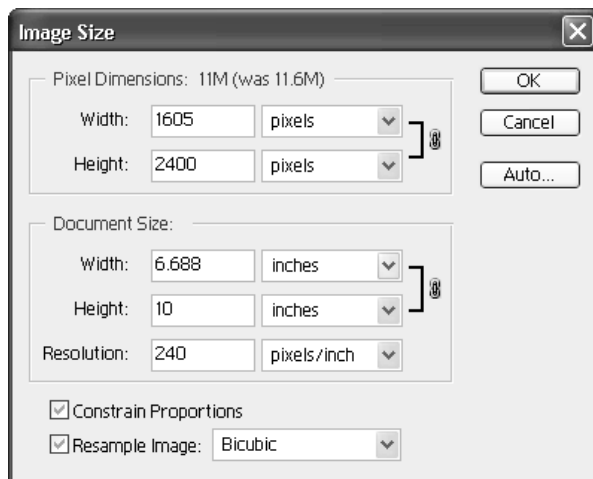 Image Size
Pixel Dimensions: 11M (was 11.6M)
OK
Width: 1605 pixels
Cancel
Height: 2400 pixels
Auto...
Document Size:
Width: 6.688 inches
Height: 10 inches
Resolution: 240 pixels/inch
Constrain Proportions
Resample Image: Bicubic